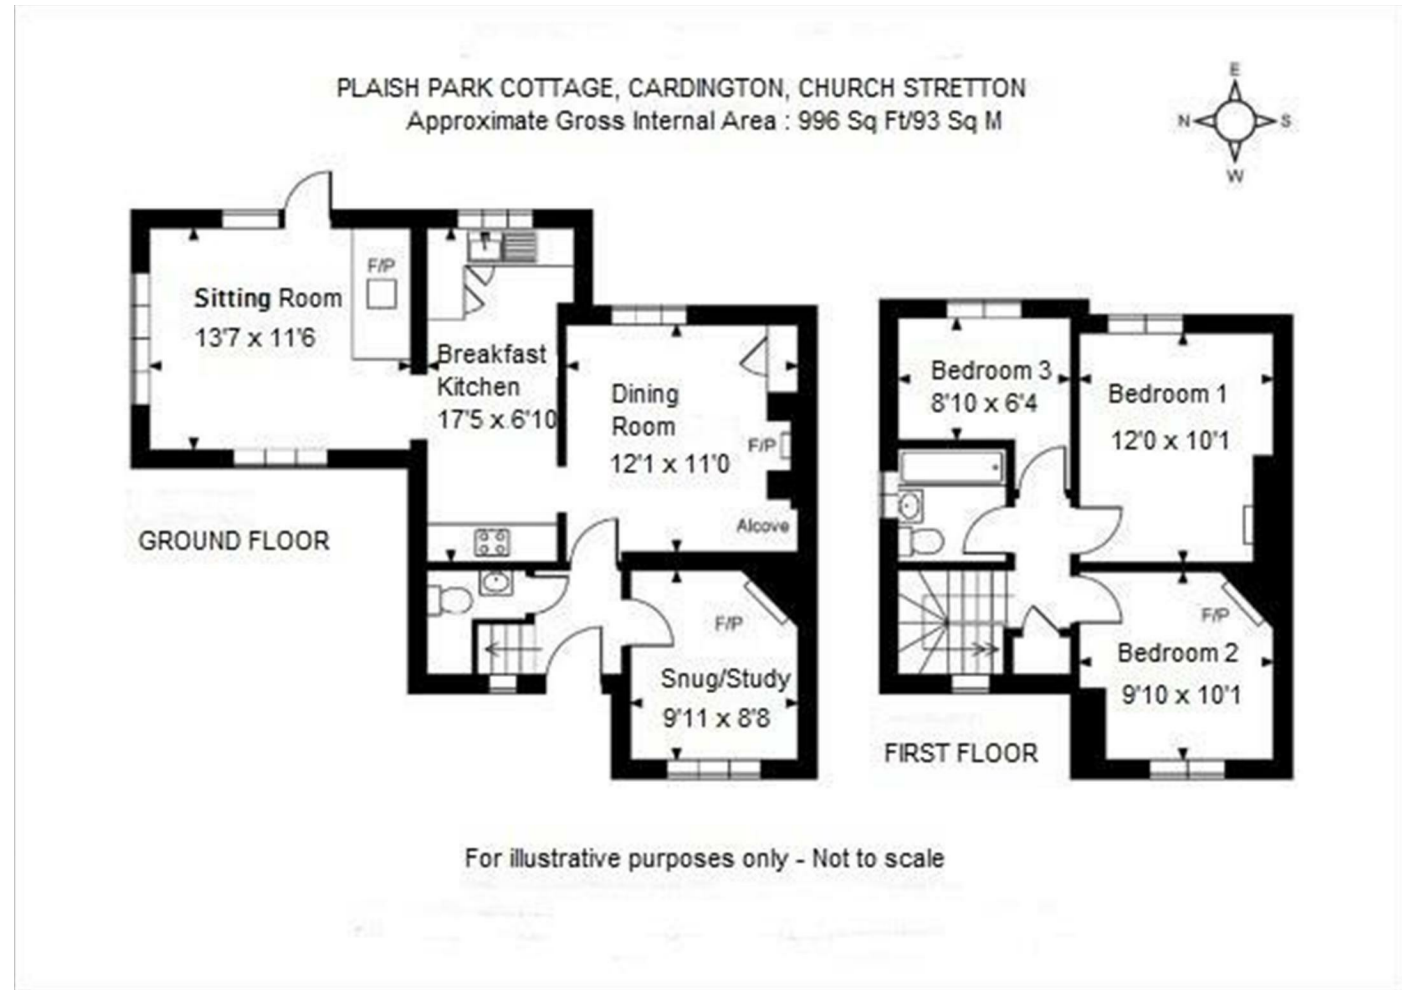 PLAISH PARK COTTAGE, CARDINGTON, CHURCH STRETTON
Approximate Gross Internal Area : 996 Sq Ft/93 Sq M
E
N S
W
F/P
Sitting Room
13'7 x 11'6
Breakfast
Kitchen
17'5 x 6'10
Dining
Room
12'1 x 11'0
F/P
Alcove
GROUND FLOOR
F/P
Snug/Study
9'11 x 8'8
Bedroom 3
8'10 x 6'4
Bedroom 1
12'0 x 10'1
F/P
Bedroom 2
9'10 x 10'1
FIRST FLOOR
For illustrative purposes only - Not to scale